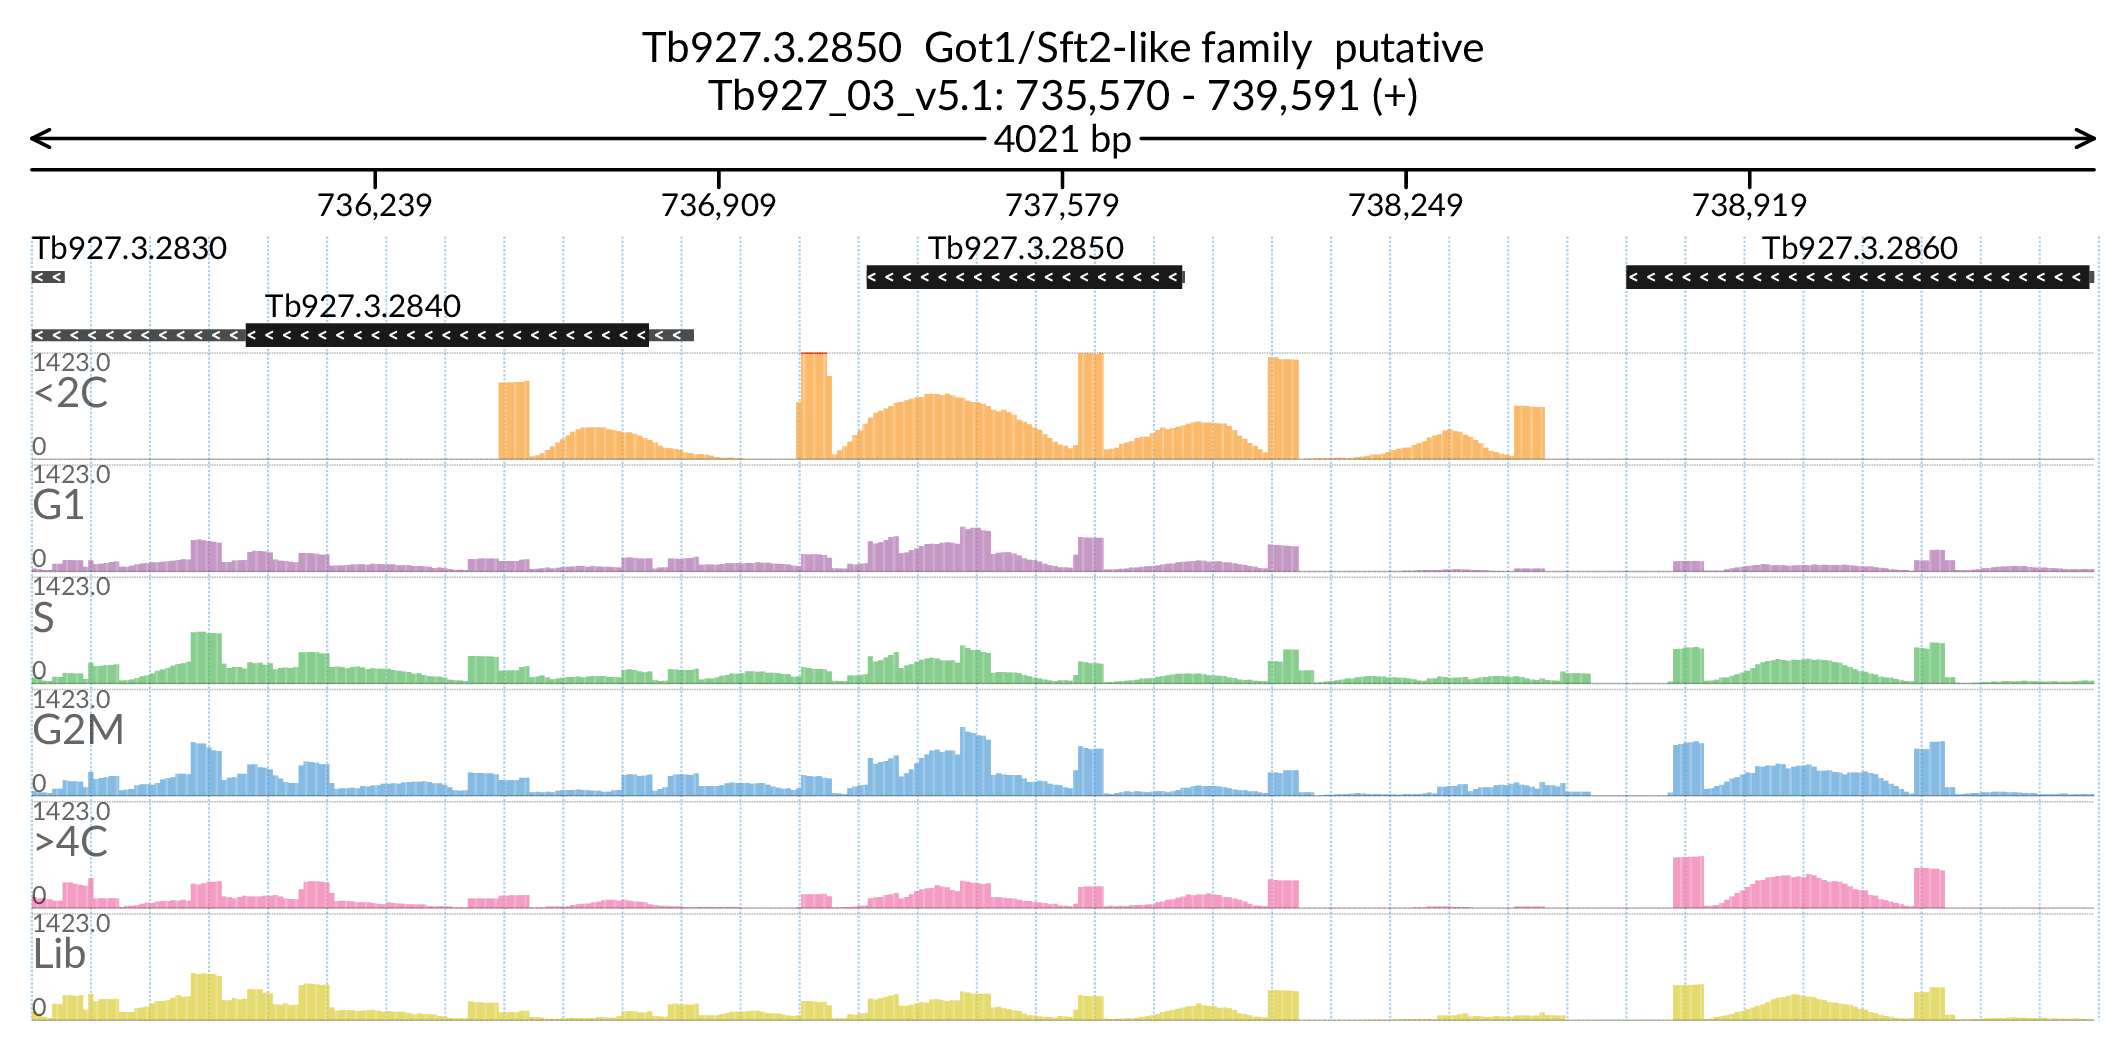 Tb927.3.2850 Got1/Sft2-like family putative
Tb927_03_v5.1: 735,570 - 739,591 (+)
4021 bp
736,239 736,909 737,579 738,249 738,919
Tb927.3.2830 Tb927.3.2850 Tb927.3.2860
Tb927.3.2840
1423.0
<2C
0
1423.0
G1
0
1423.0
S
0
1423.0
G2M
0
1423.0
>4C
0
1423.0
Lib
0